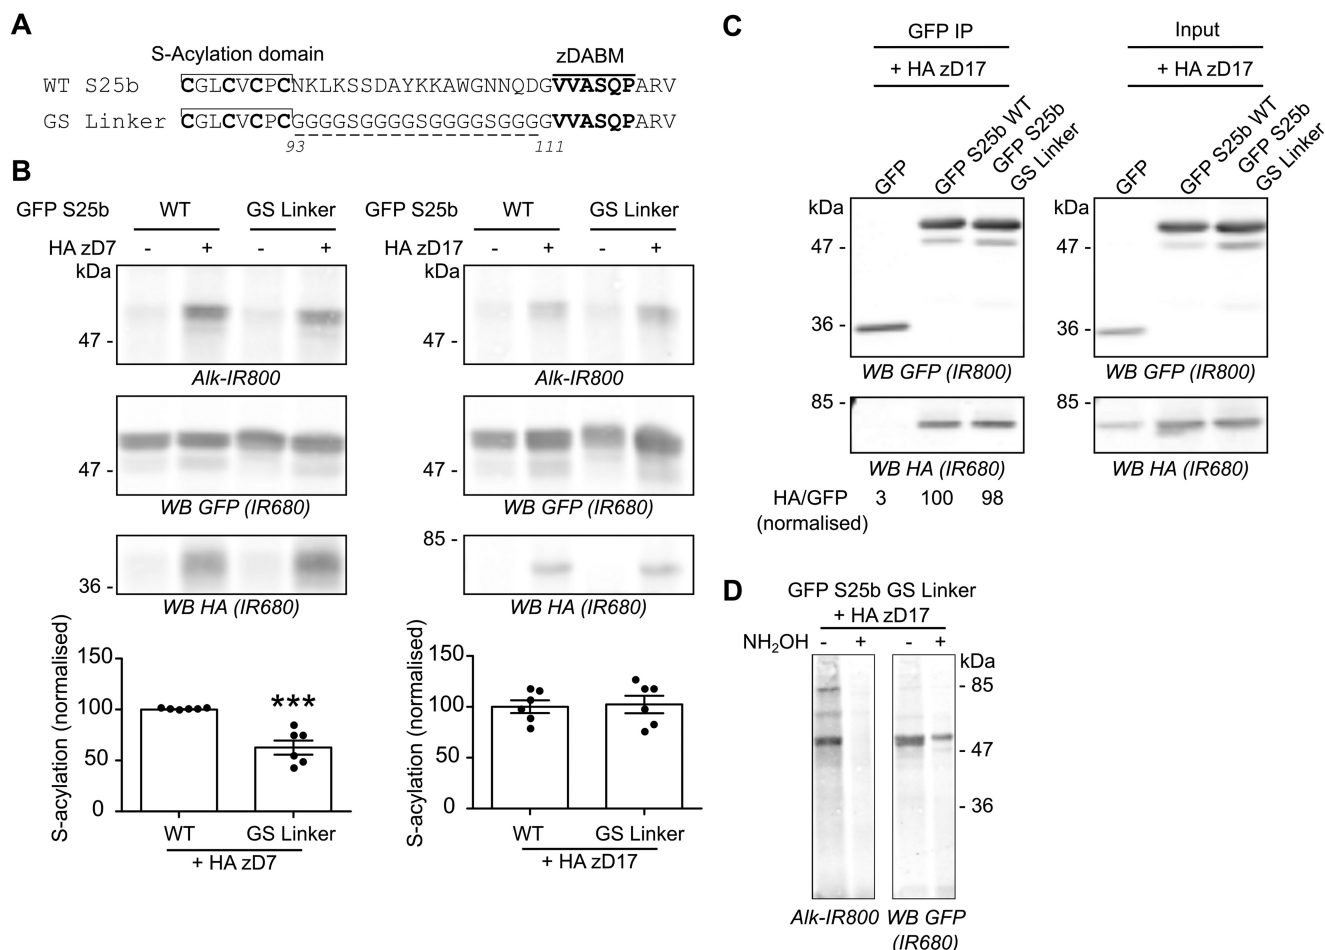 A
S-Acylation domain zDABM
WT S25b CGLCVCPCNKLKSSDAYKKAWGNNQDGVVASQPARV
GS Linker CGLCVCPCGGGGSGGGGSGGGGSGGGGVVASQPARV
93 111
B
GFP S25b WT GS Linker
HA zD7 - + - +
kDa
47 -
Alk-IR800
47 -
WB GFP (IR680)
36 -
WB HA (IR680)
S-acylation (normalised)
150
100
50
0
***
WT GS Linker
+ HA zD7
GFP S25b WT GS Linker
HA zD17 - + - +
kDa
47 -
Alk-IR800
47 -
WB GFP (IR680)
85 -
WB HA (IR680)
S-acylation (normalised)
150
100
50
0
WT GS Linker
+ HA zD17
C
GFP IP
+ HA zD17
GFP
GFP S25b WT
GFP S25b
GS Linker
kDa
47 -
36 -
WB GFP (IR800)
85 -
WB HA (IR680)
HA/GFP 3 100 98
(normalised)
Input
+ HA zD17
GFP
GFP S25b WT
GFP S25b
GS Linker
kDa
47 -
36 -
WB GFP (IR800)
85 -
WB HA (IR680)
D
GFP S25b GS Linker
+ HA zD17
NH2OH - + - +
kDa
- 85
- 47
- 36
Alk-IR800 WB GFP
(IR680)